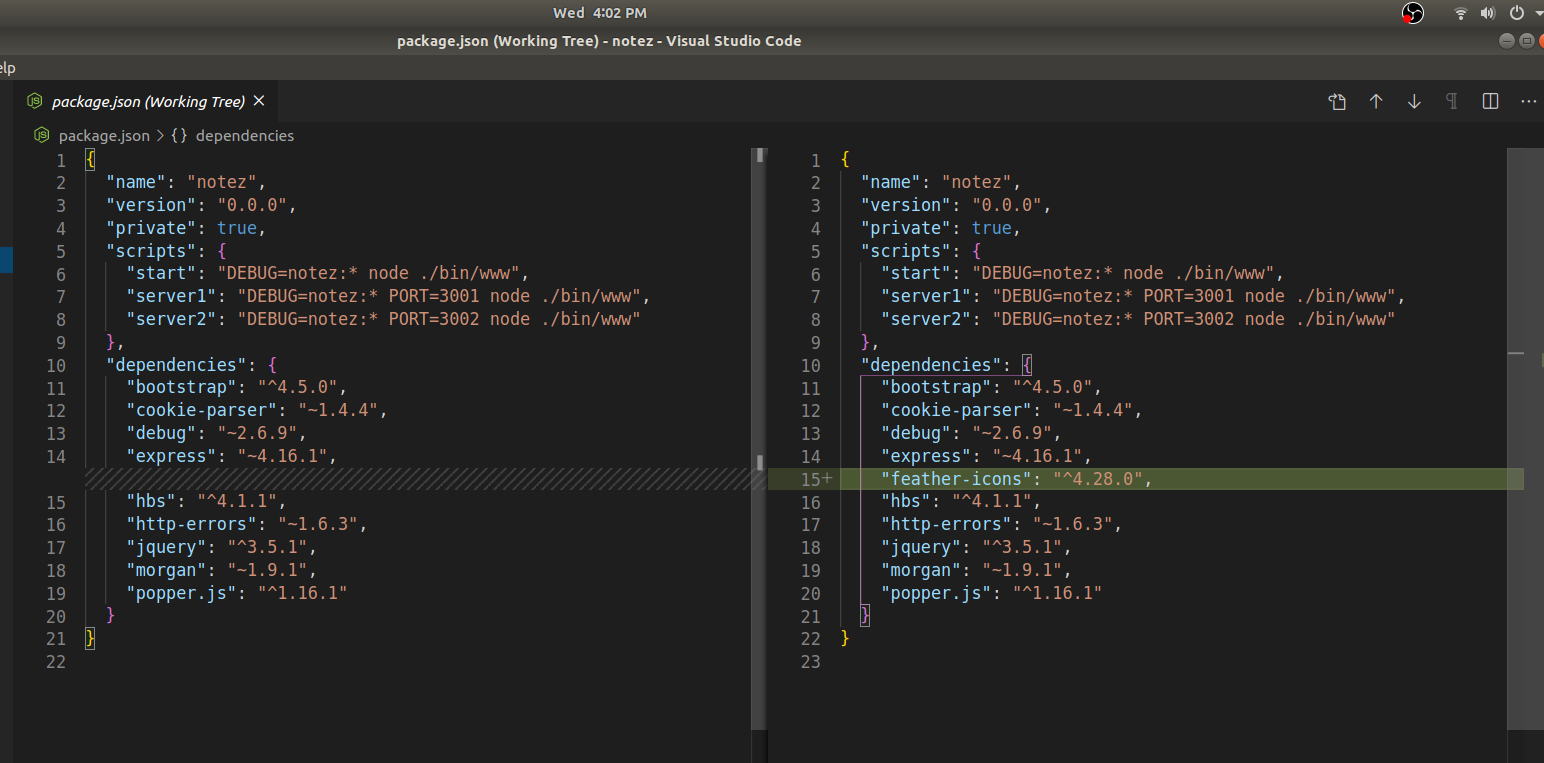 Wed 4:02 PM
package.json (Working Tree) - notez - Visual Studio Code
elp
JS package.json (Working Tree) ×
JS package.json > {} dependencies
1 {
2 "name": "notez",
3 "version": "0.0.0",
4 "private": true,
5 "scripts": {
6 "start": "DEBUG=notez:* node ./bin/www",
7 "server1": "DEBUG=notez:* PORT=3001 node ./bin/www",
8 "server2": "DEBUG=notez:* PORT=3002 node ./bin/www"
9 },
10 "dependencies": {
11 "bootstrap": "^4.5.0",
12 "cookie-parser": "~1.4.4",
13 "debug": "~2.6.9",
14 "express": "~4.16.1",
15 "hbs": "^4.1.1",
16 "http-errors": "~1.6.3",
17 "jquery": "^3.5.1",
18 "morgan": "~1.9.1",
19 "popper.js": "^1.16.1"
20 }
21 }
22
1 {
2 "name": "notez",
3 "version": "0.0.0",
4 "private": true,
5 "scripts": {
6 "start": "DEBUG=notez:* node ./bin/www",
7 "server1": "DEBUG=notez:* PORT=3001 node ./bin/www",
8 "server2": "DEBUG=notez:* PORT=3002 node ./bin/www"
9 },
10 "dependencies": {
11 "bootstrap": "^4.5.0",
12 "cookie-parser": "~1.4.4",
13 "debug": "~2.6.9",
14 "express": "~4.16.1",
15+ "feather-icons": "^4.28.0",
16 "hbs": "^4.1.1",
17 "http-errors": "~1.6.3",
18 "jquery": "^3.5.1",
19 "morgan": "~1.9.1",
20 "popper.js": "^1.16.1"
21 }
22 }
23